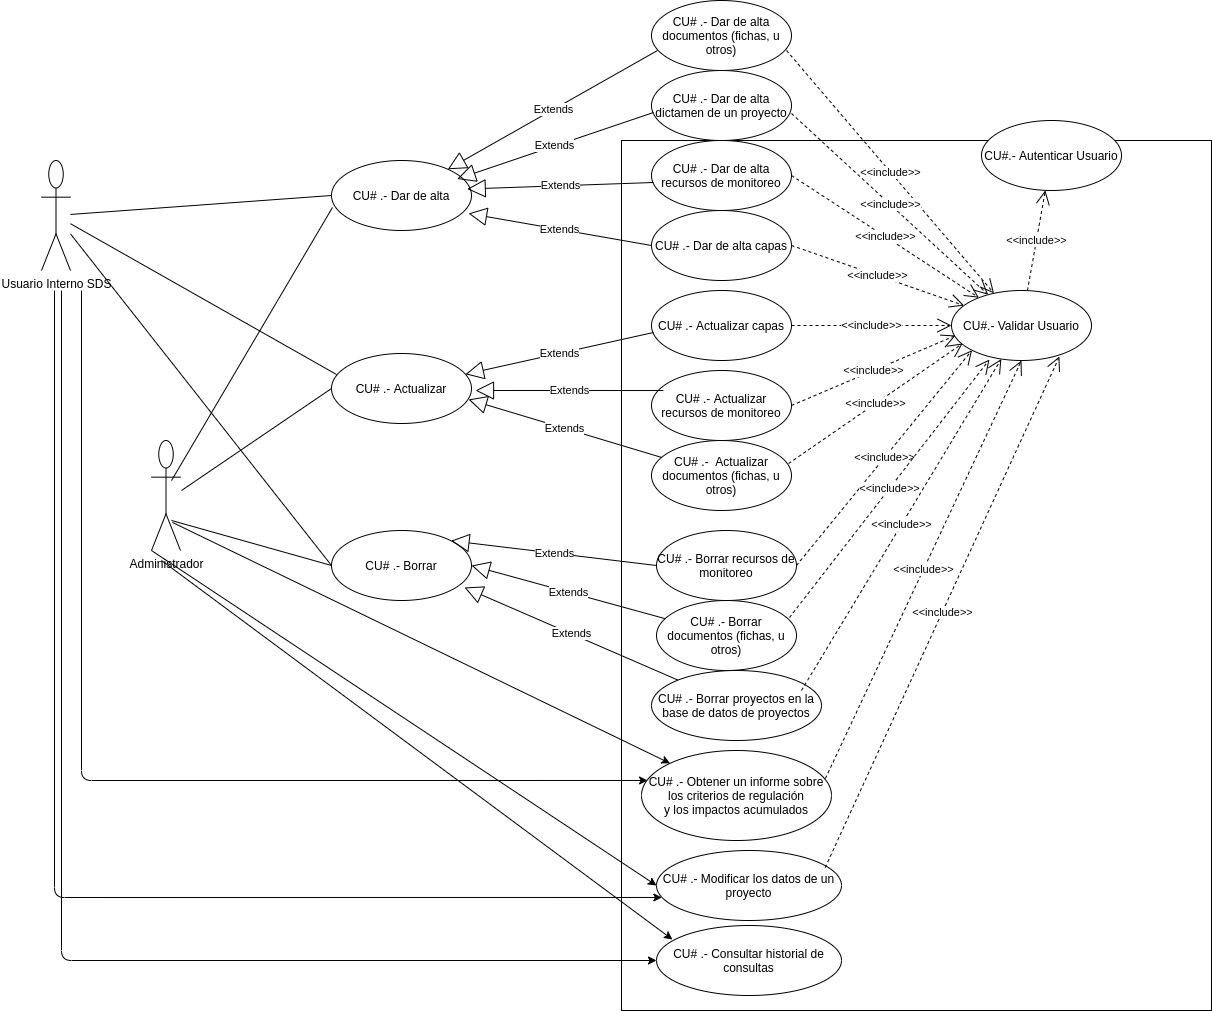 CU# .- Dar de alta
documentos (fichas, u
otros)
Extends
CU# .- Dar de alta
dictamen de un proyecto
Extends
CU#.- Autenticar Usuario
CU# .- Dar de alta
recursos de monitoreo
<<include>>
Extends
CU# .- Dar de alta
<<include>>
Extends
<<include>>
<<include>>
CU# .- Dar de alta capas
<<include>>
Usuario Interno SDS
CU# .- Actualizar capas
<<include>>
CU#.- Validar Usuario
Extends
<<include>>
CU# .- Actualizar
Extends
CU# .- Actualizar
recursos de monitoreo
<<include>>
Extends
CU# .-  Actualizar
documentos (fichas, u
otros)
<<include>>
<<include>>
<<include>>
Administrador
CU# .- Borrar
Extends
CU# .- Borrar recursos de
monitoreo
<<include>>
Extends
CU# .- Borrar
documentos (fichas, u
otros)
<<include>>
Extends
CU# .- Borrar proyectos en la
base de datos de proyectos
CU# .- Obtener un informe sobre
los criterios de regulación
y los impactos acumulados
CU# .- Modificar los datos de un
proyecto
CU# .- Consultar historial de
consultas